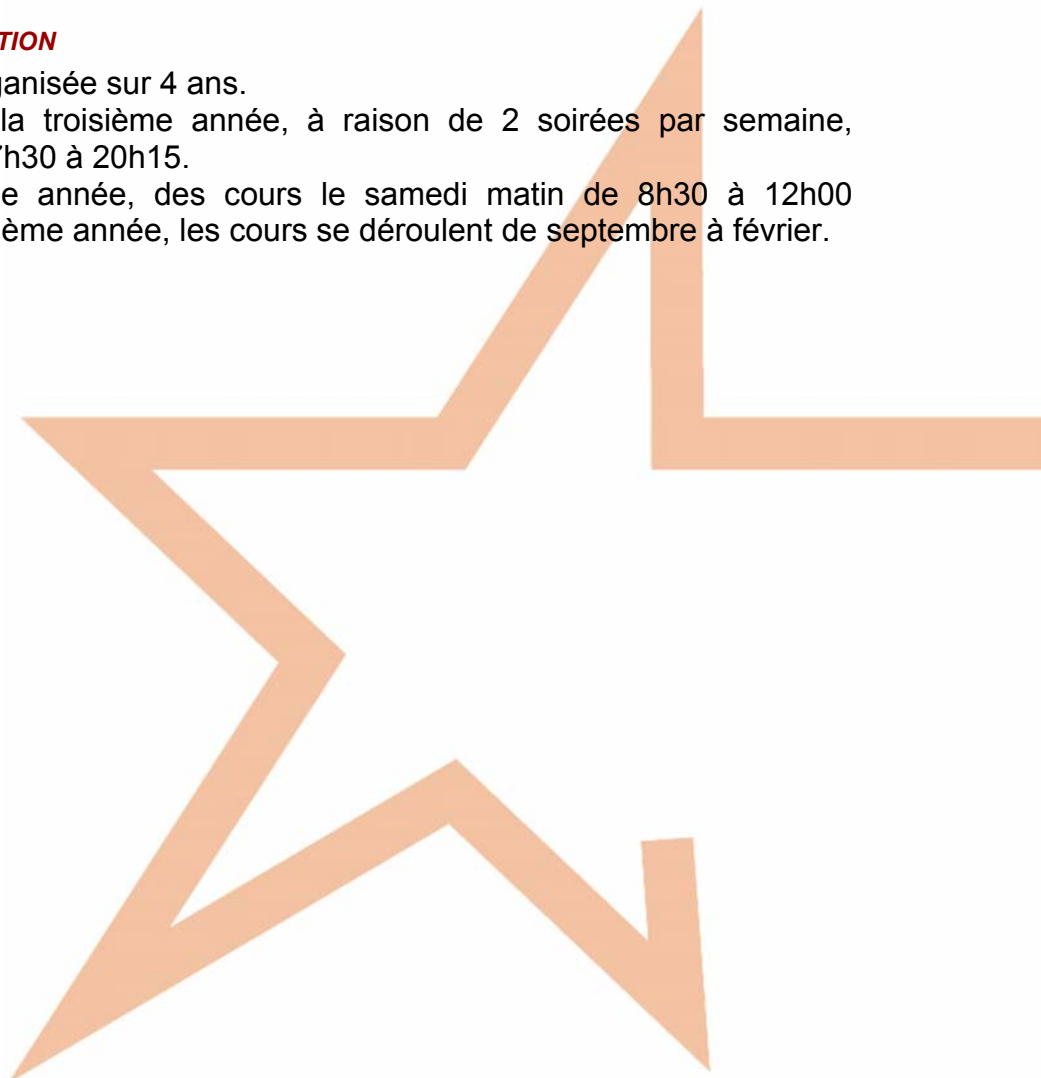 TION
ganisée sur 4 ans.
la troisième année, à raison de 2 soirées par semaine,
7h30 à 20h15.
e année, des cours le samedi matin de 8h30 à 12h00
ième année, les cours se déroulent de septembre à février.